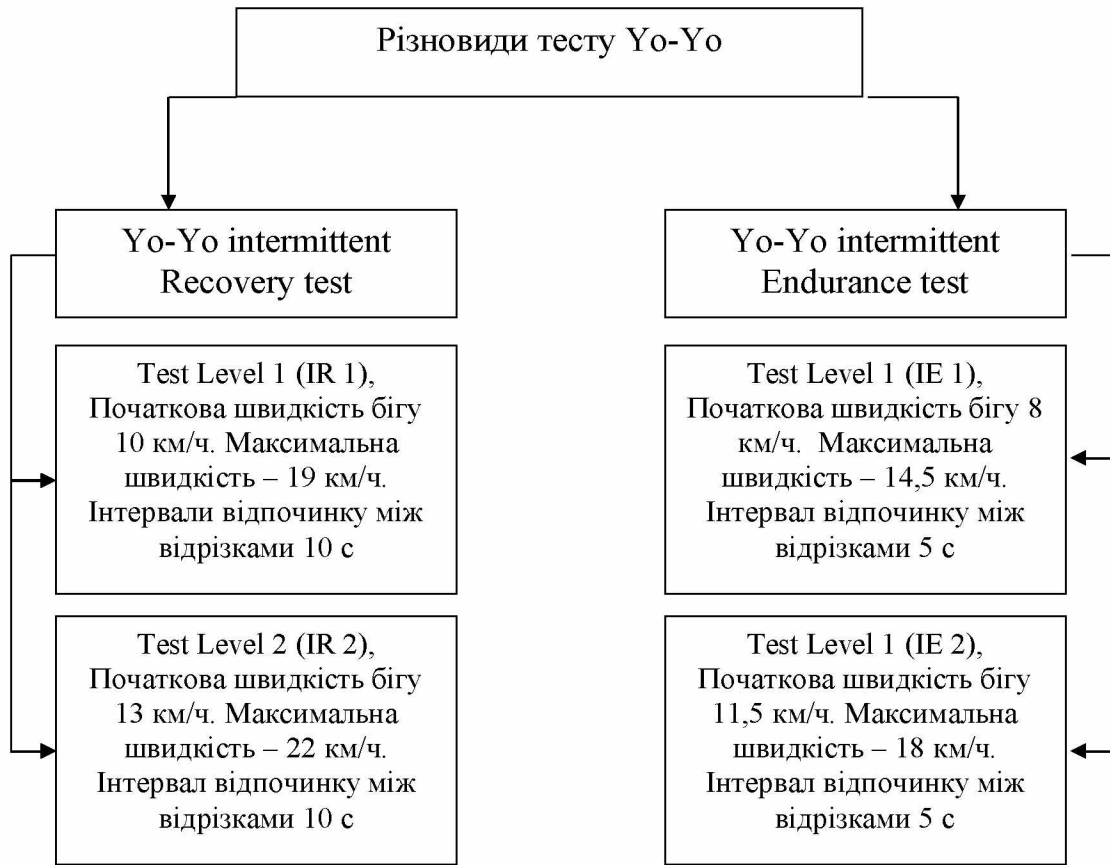 Різновиди тесту Yo-Yo
Yo-Yo intermittent
Recovery test
Yo-Yo intermittent
Endurance test
Test Level 1 (IR 1),
Початкова швидкість бігу
10 км/ч. Максимальна
швидкість – 19 км/ч.
Інтервали відпочинку між
відрізками 10 с
Test Level 1 (IE 1),
Початкова швидкість бігу 8
км/ч. Максимальна
швидкість – 14,5 км/ч.
Інтервал відпочинку між
відрізками 5 с
Test Level 2 (IR 2),
Початкова швидкість бігу
13 км/ч. Максимальна
швидкість – 22 км/ч.
Інтервал відпочинку між
відрізками 10 с
Test Level 1 (IE 2),
Початкова швидкість бігу
11,5 км/ч. Максимальна
швидкість – 18 км/ч.
Інтервал відпочинку між
відрізками 5 с